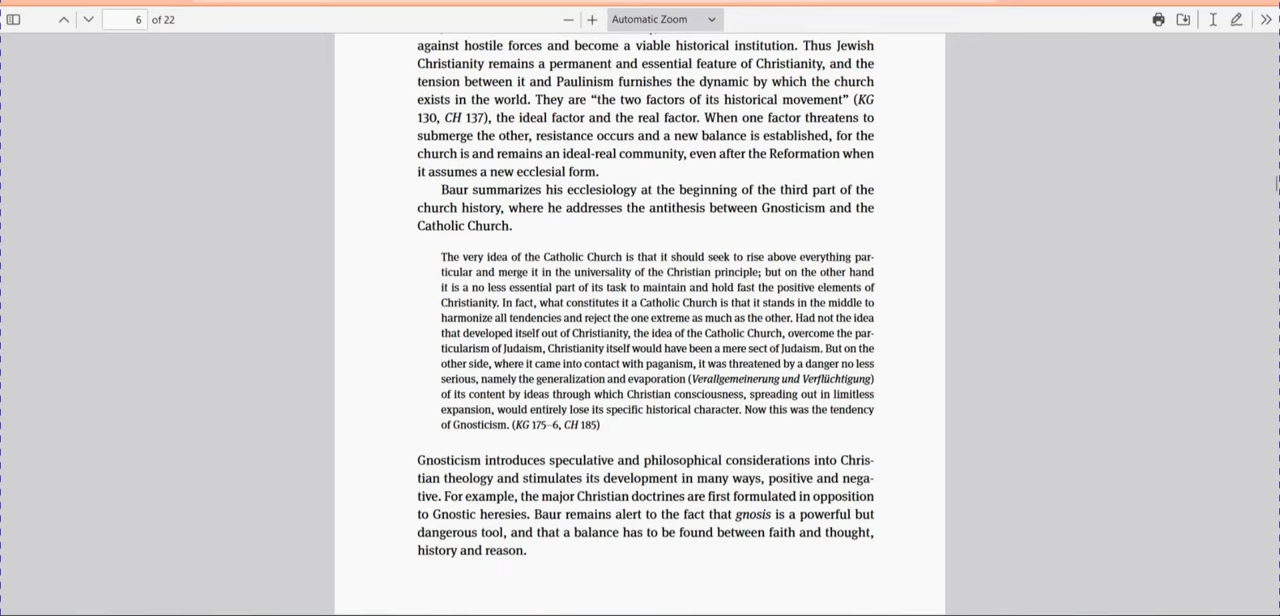 6 of 22
Automatic Zoom
against hostile forces and become a viable historical institution. Thus Jewish
Christianity remains a permanent and essential feature of Christianity, and the
tension between it and Paulinism furnishes the dynamic by which the church
exists in the world. They are “the two factors of its historical movement” (KG
130, CH 137), the ideal factor and the real factor. When one factor threatens to
submerge the other, resistance occurs and a new balance is established, for the
church is and remains an ideal-real community, even after the Reformation when
it assumes a new ecclesial form.
Baur summarizes his ecclesiology at the beginning of the third part of the
church history, where he addresses the antithesis between Gnosticism and the
Catholic Church.
The very idea of the Catholic Church is that it should seek to rise above everything par-
ticular and merge it in the universality of the Christian principle; but on the other hand
it is a no less essential part of its task to maintain and hold fast the positive elements of
Christianity. In fact, what constitutes it a Catholic Church is that it stands in the middle to
harmonize all tendencies and reject the one extreme as much as the other. Had not the idea
that developed itself out of Christianity, the idea of the Catholic Church, overcome the par-
ticularism of Judaism, Christianity itself would have been a mere sect of Judaism. But on the
other side, where it came into contact with paganism, it was threatened by a danger no less
serious, namely the generalization and evaporation (Verallgemeinerung und Verflüchtigung)
of its content by ideas through which Christian consciousness, spreading out in limitless
expansion, would entirely lose its specific historical character. Now this was the tendency
of Gnosticism. (KG 175–6, CH 185)
Gnosticism introduces speculative and philosophical considerations into Chris-
tian theology and stimulates its development in many ways, positive and nega-
tive. For example, the major Christian doctrines are first formulated in opposition
to Gnostic heresies. Baur remains alert to the fact that gnosis is a powerful but
dangerous tool, and that a balance has to be found between faith and thought,
history and reason.